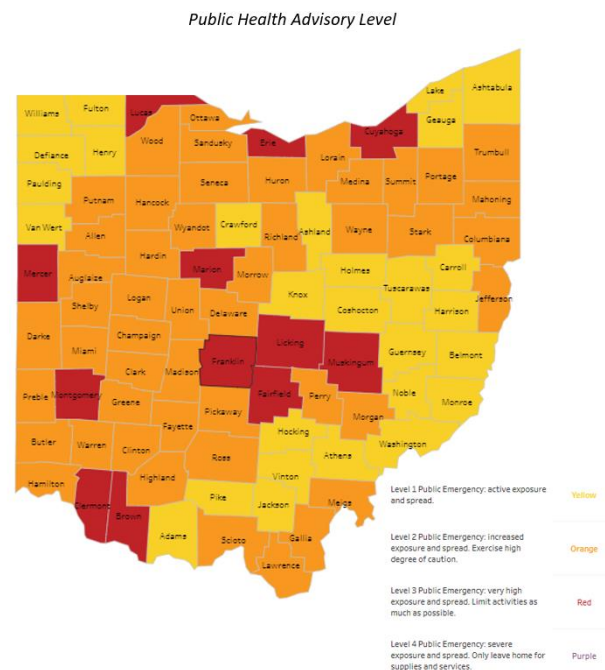 Public Health Advisory Level
Lake
Ashtabula
Williams
Fulton
Lucas
Ottawa
Geauga
Cuyahoga
Wood
Sandusky
Erie
Defiance
Henry
Lorain
Trumbull
Paulding
Seneca
Huron
Medina
Summit
Portage
Putnam
Hancock
Mahoning
Van Wert
Wyandot
Crawford
Richland
Ashland
Wayne
Stark
Columbiana
Allen
Hardin
Mercer
Auglaize
Marion
Morrow
Holmes
Carroll
Tuscarawas
Knox
Logan
Shelby
Union
Delaware
Coshocton
Harrison
Jefferson
Darke
Champaign
Licking
Miami
Franklin
Muskingum
Guernsey
Belmont
Clark
Madison
Preble
Montgomery
Greene
Fairfield
Perry
Noble
Monroe
Pickaway
Morgan
Fayette
Butler
Warren
Clinton
Hocking
Washington
Ross
Athens
Hamilton
Highland
Vinton
Clermont
Brown
Pike
Jackson
Meigs
Adams
Scioto
Gallia
Lawrence
Level 1 Public Emergency: active exposure
and spread.
Yellow
Level 2 Public Emergency: increased
exposure and spread. Exercise high
degree of caution.
Orange
Level 3 Public Emergency: very high
exposure and spread. Limit activities as
much as possible.
Red
Level 4 Public Emergency: severe
exposure and spread. Only leave home for
supplies and services.
Purple